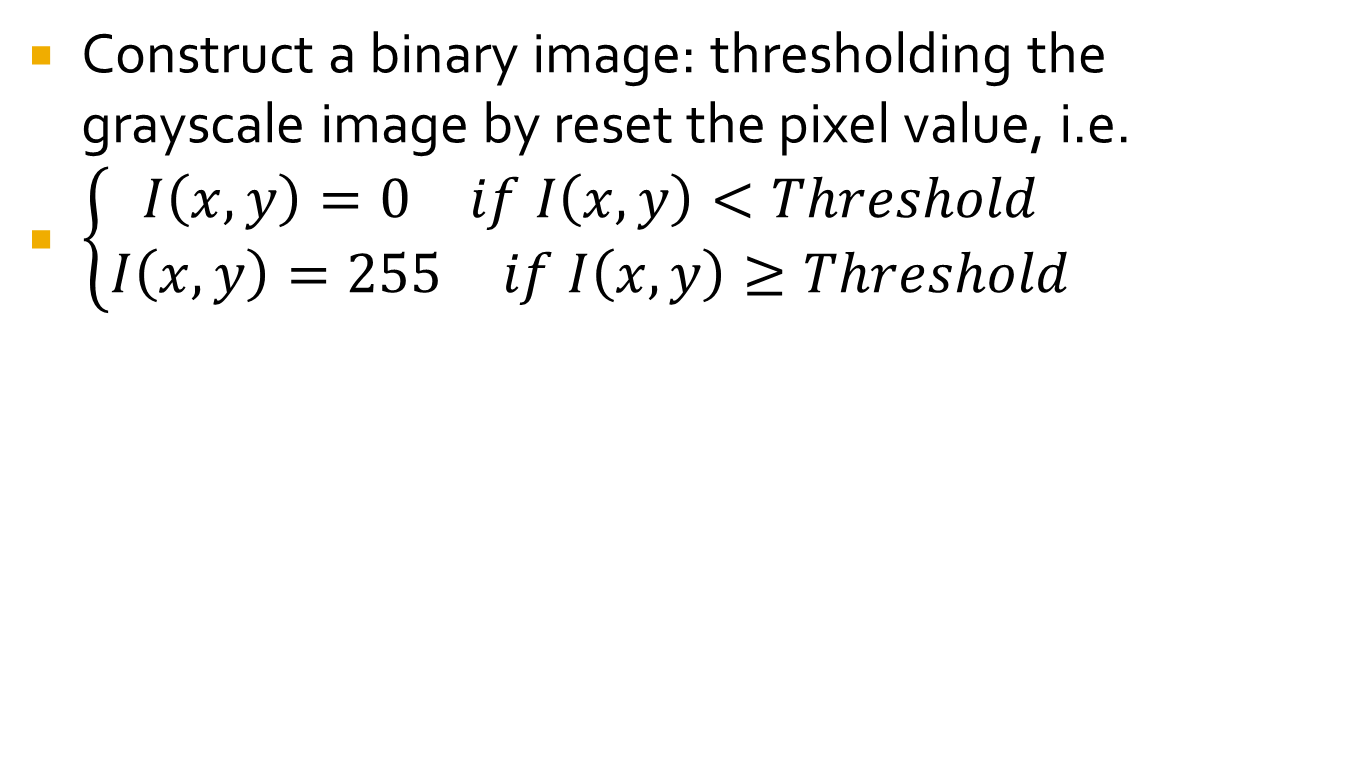 Construct a binary image: thresholding the
grayscale image by reset the pixel value, i.e.
I(x, y) = 0 if I(x, y) < Threshold
I(x, y) = 255 if I(x, y) ≥ Threshold